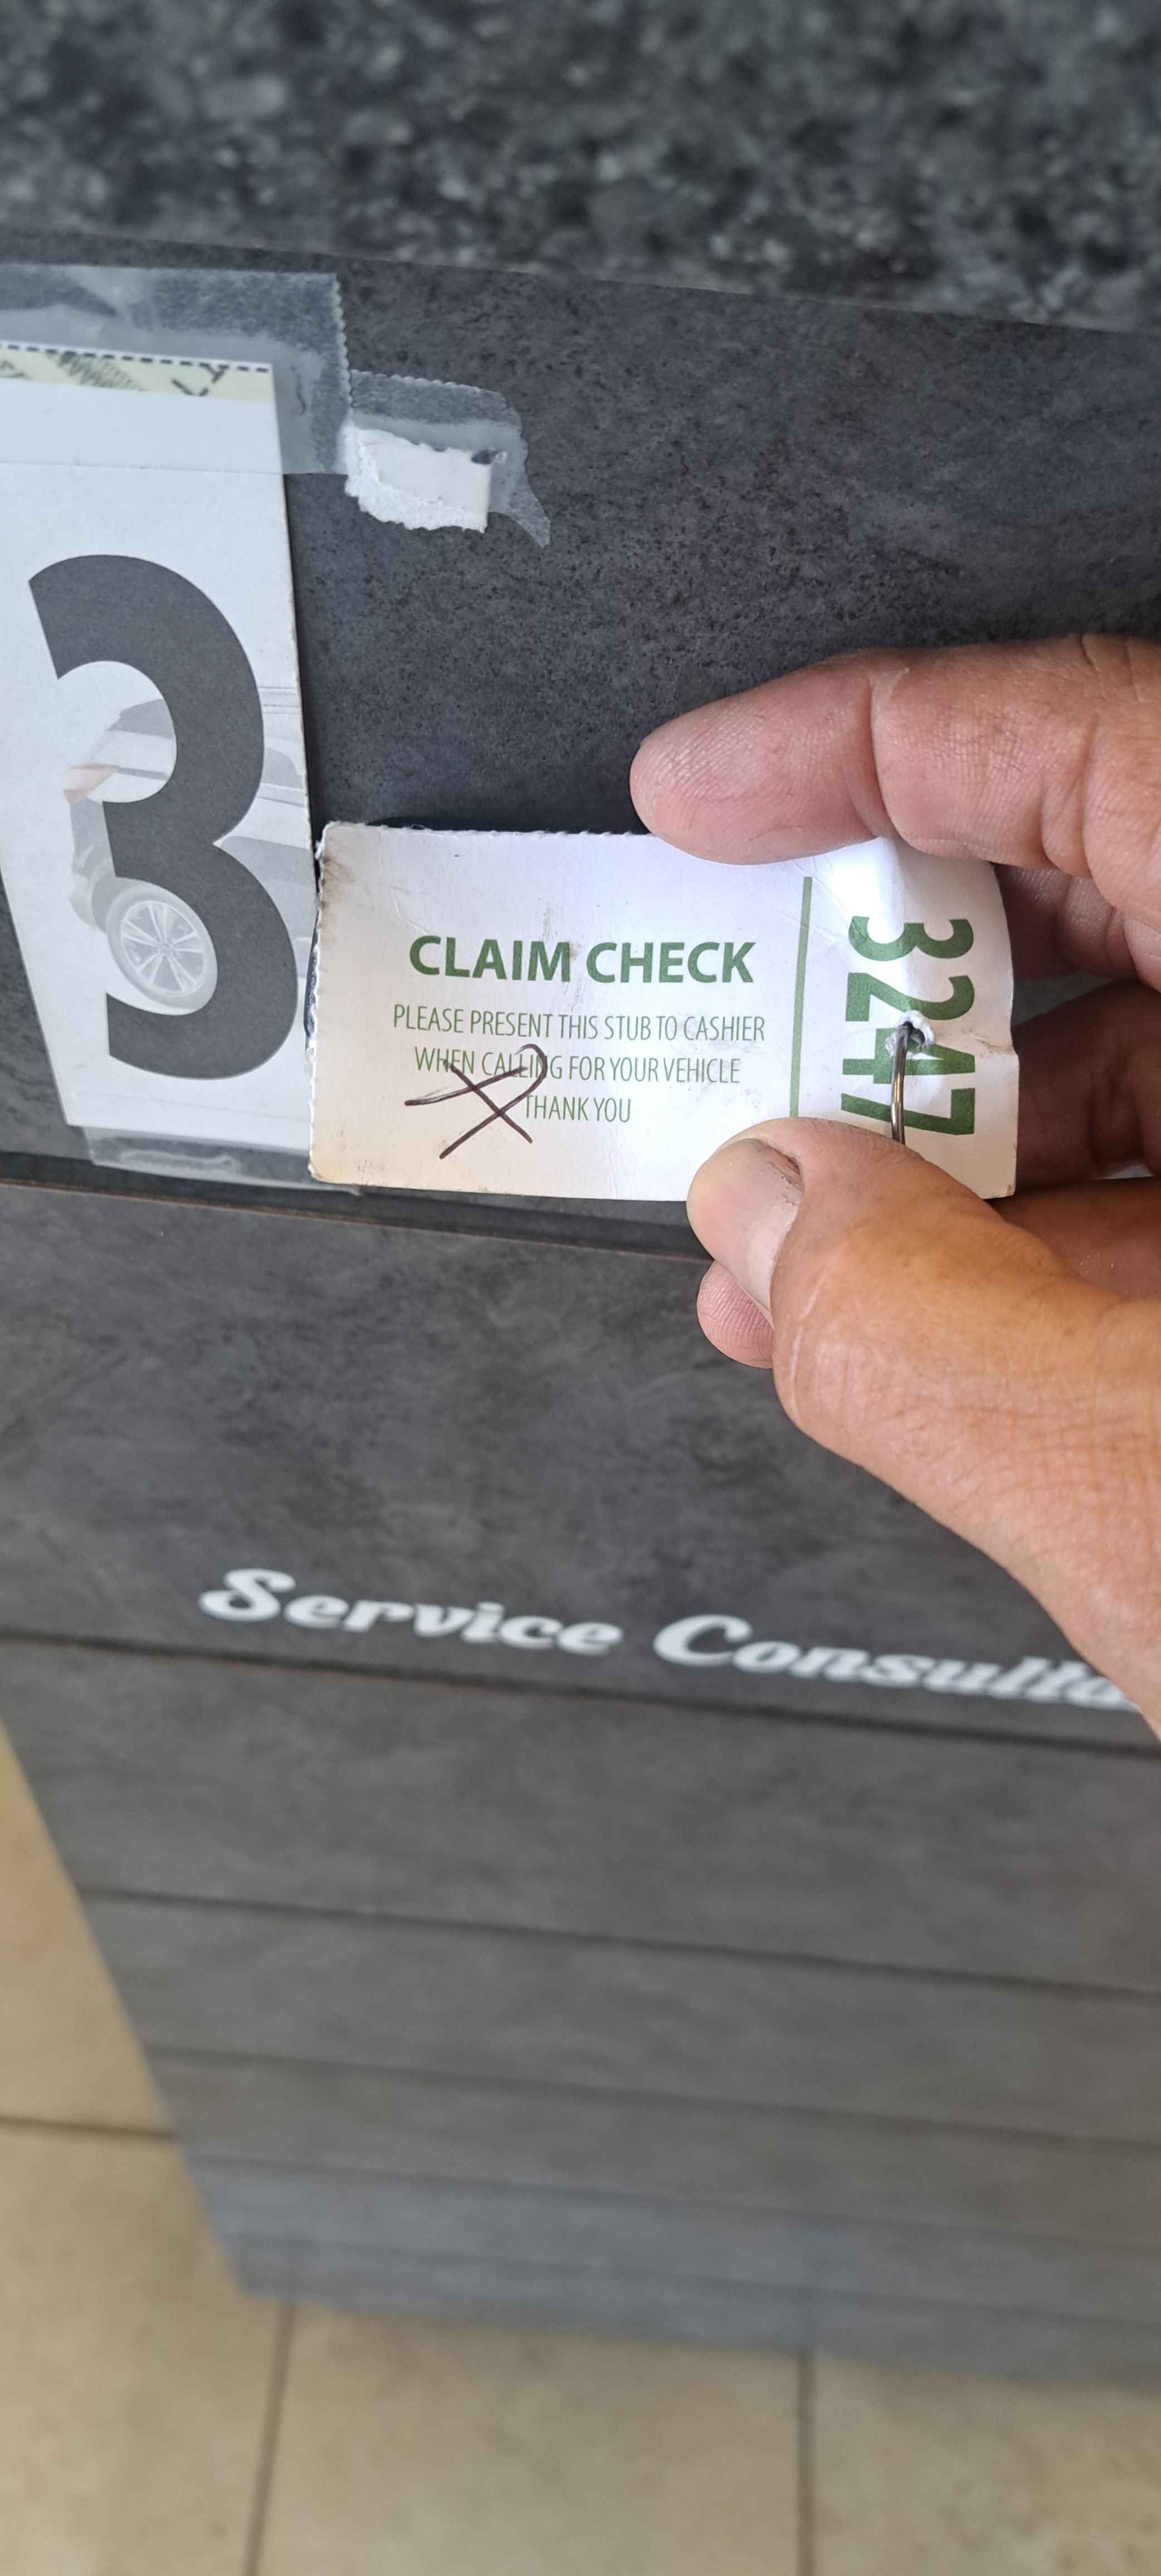 3
CLAIM CHECK
PLEASE PRESENT THIS STUB TO CASHIER
WHEN CALLING FOR YOUR VEHICLE
THANK YOU
3247
Service